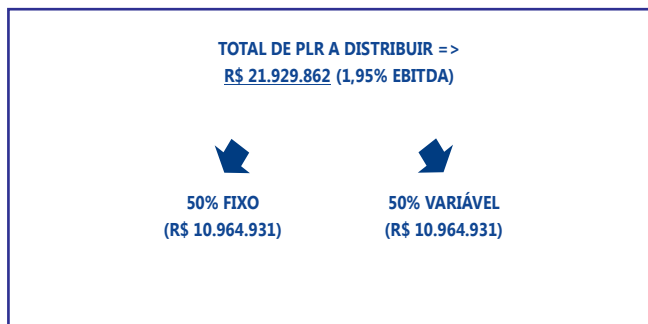 TOTAL DE PLR A DISTRIBUIR =>
R$ 21.929.862 (1,95% EBITDA)
50% FIXO
(R$ 10.964.931)
50% VARIÁVEL
(R$ 10.964.931)